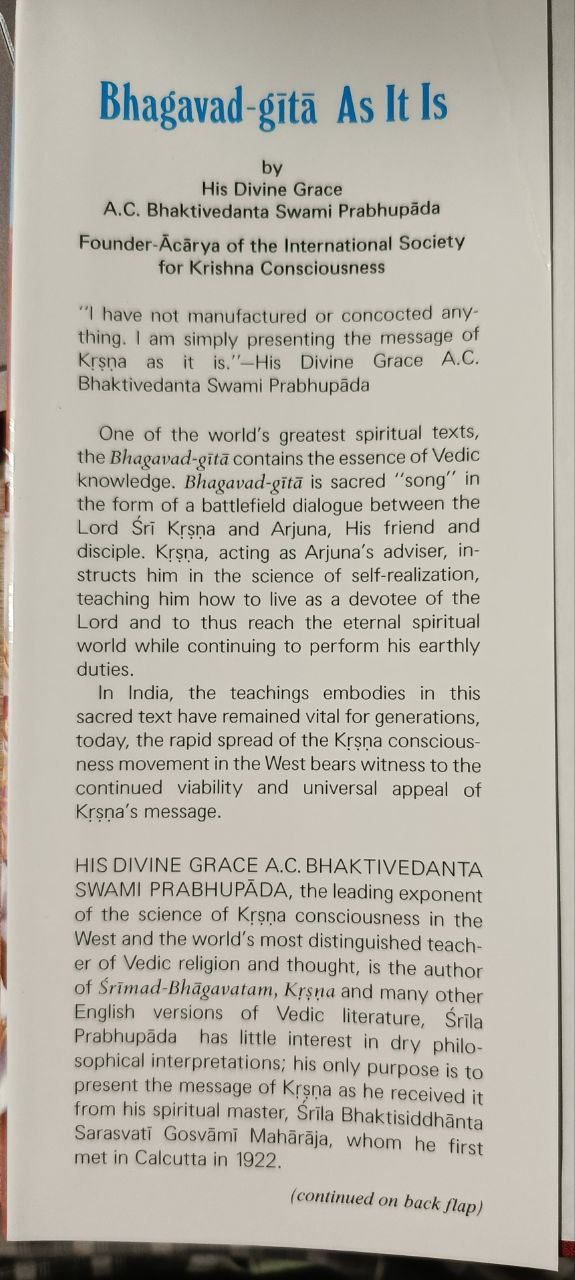 Bhagavad-gītā As It Is
by
His Divine Grace
A.C. Bhaktivedanta Swami Prabhupāda
Founder-Ācārya of the International Society
for Krishna Consciousness
"I have not manufactured or concocted any-
thing. I am simply presenting the message of
Kṛṣṇa as it is."—His Divine Grace A.C.
Bhaktivedanta Swami Prabhupāda
One of the world's greatest spiritual texts,
the Bhagavad-gītā contains the essence of Vedic
knowledge. Bhagavad-gītā is sacred "song" in
the form of a battlefield dialogue between the
Lord Śrī Kṛṣṇa and Arjuna, His friend and
disciple. Kṛṣṇa, acting as Arjuna's adviser, in-
structs him in the science of self-realization,
teaching him how to live as a devotee of the
Lord and to thus reach the eternal spiritual
world while continuing to perform his earthly
duties.
In India, the teachings embodies in this
sacred text have remained vital for generations,
today, the rapid spread of the Kṛṣṇa conscious-
ness movement in the West bears witness to the
continued viability and universal appeal of
Kṛṣṇa's message.
HIS DIVINE GRACE A.C. BHAKTIVEDANTA
SWAMI PRABHUPĀDA, the leading exponent
of the science of Kṛṣṇa consciousness in the
West and the world's most distinguished teach-
er of Vedic religion and thought, is the author
of Śrīmad-Bhāgavatam, Kṛṣṇa and many other
English versions of Vedic literature, Śrīla
Prabhupāda has little interest in dry philo-
sophical interpretations; his only purpose is to
present the message of Kṛṣṇa as he received it
from his spiritual master, Śrīla Bhaktisiddhānta
Sarasvatī Gosvāmī Mahārāja, whom he first
met in Calcutta in 1922.
(continued on back flap)